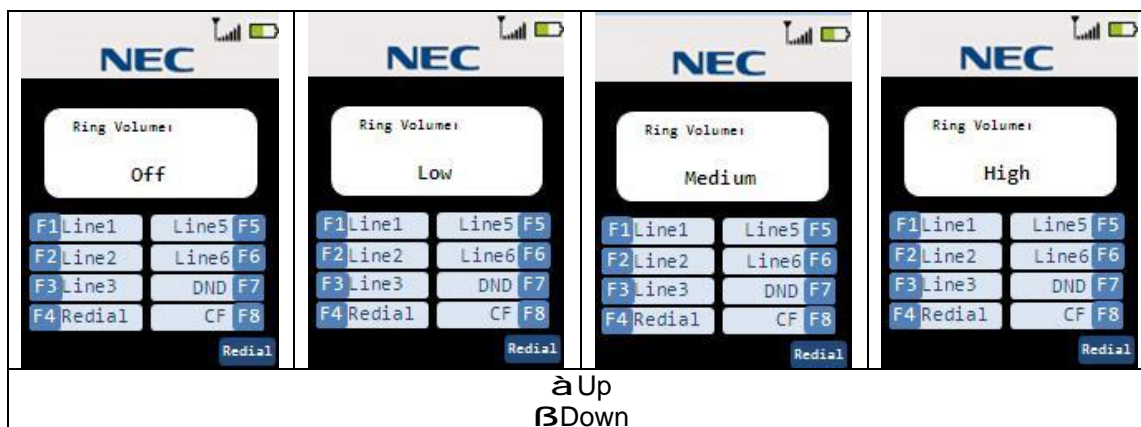 NEC
Ring Volume:
Off
F1 Line1 Line5 F5
F2 Line2 Line6 F6
F3 Line3 DND F7
F4 Redial CF F8
Redial
NEC
Ring Volume:
Low
F1 Line1 Line5 F5
F2 Line2 Line6 F6
F3 Line3 DND F7
F4 Redial CF F8
Redial
NEC
Ring Volume:
Medium
F1 Line1 Line5 F5
F2 Line2 Line6 F6
F3 Line3 DND F7
F4 Redial CF F8
Redial
NEC
Ring Volume:
High
F1 Line1 Line5 F5
F2 Line2 Line6 F6
F3 Line3 DND F7
F4 Redial CF F8
Redial
à Up
ß Down